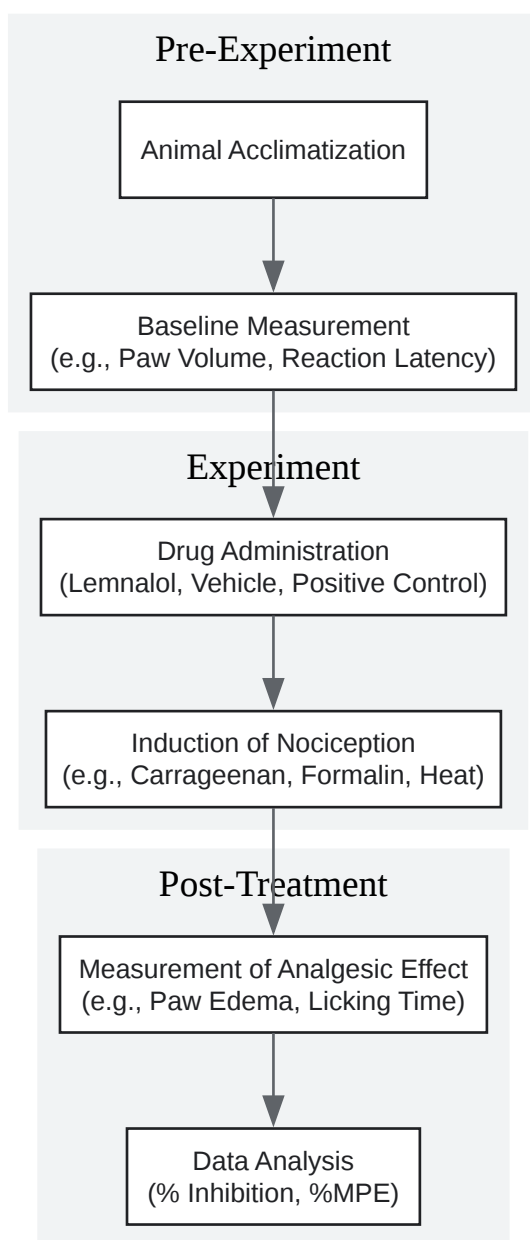 Pre-Experiment
Animal Acclimatization
Baseline Measurement
(e.g., Paw Volume, Reaction Latency)
Experiment
Drug Administration
(Lemnalol, Vehicle, Positive Control)
Induction of Nociception
(e.g., Carrageenan, Formalin, Heat)
Post-Treatment
Measurement of Analgesic Effect
(e.g., Paw Edema, Licking Time)
Data Analysis
(% Inhibition, %MPE)